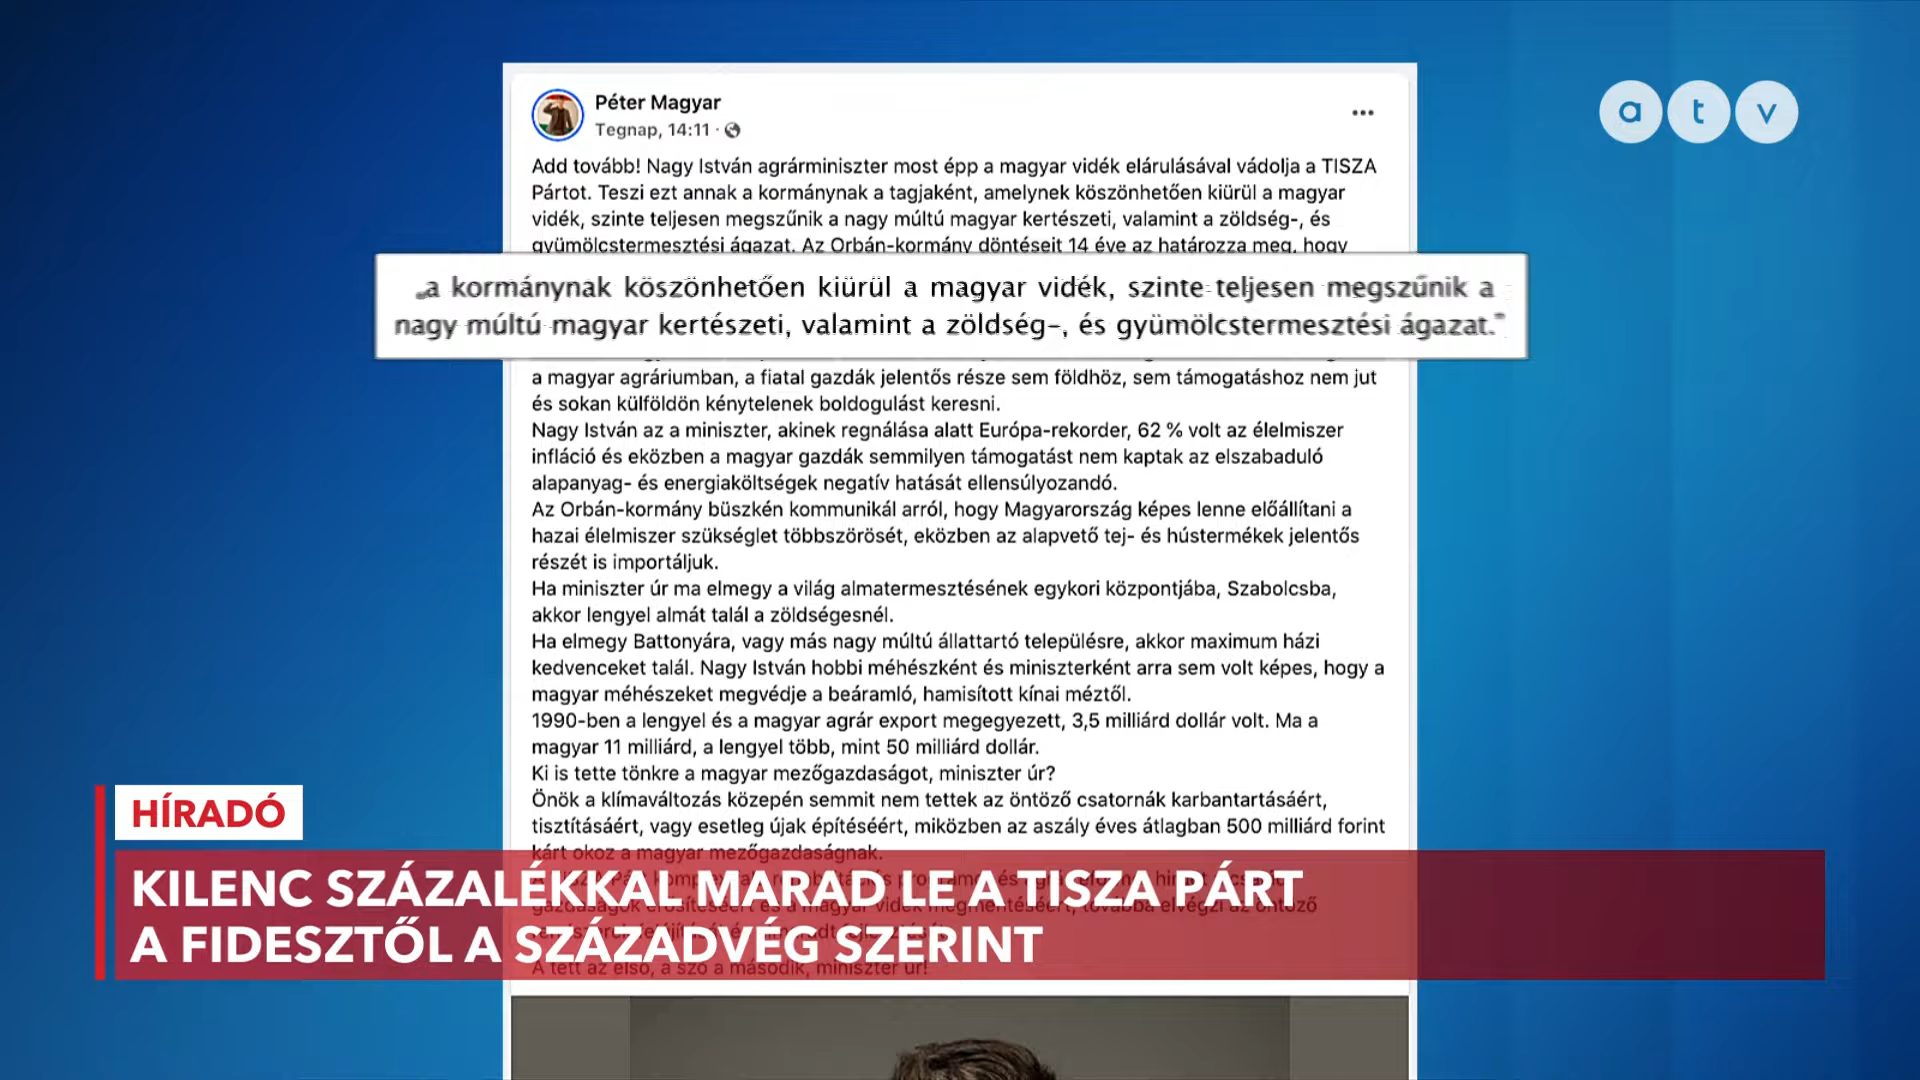 Péter Magyar
Tegnap, 14:11 ·
a t v
Add tovább! Nagy István agrárminiszter most épp a magyar vidék elárulásával vádolja a TISZA
Pártot. Teszi ezt annak a kormánynak a tagjaként, amelynek köszönhetően kiürül a magyar
vidék, szinte teljesen megszűnik a nagy múltú magyar kertészeti, valamint a zöldség-, és
gyümölcstermesztési ágazat. Az Orbán-kormány döntéseit 14 éve az határozza meg, hogy
„a kormánynak köszönhetően kiürül a magyar vidék, szinte teljesen megszűnik a
nagy múltú magyar kertészeti, valamint a zöldség-, és gyümölcstermesztési ágazat."
a magyar agráriumban, a fiatal gazdák jelentős része sem földhöz, sem támogatáshoz nem jut
és sokan külföldön kénytelenek boldogulást keresni.
Nagy István az a miniszter, akinek regnálása alatt Európa-rekorder, 62 % volt az élelmiszer
infláció és eközben a magyar gazdák semmilyen támogatást nem kaptak az elszabaduló
alapanyag- és energiaköltségek negatív hatását ellensúlyozandó.
Az Orbán-kormány büszkén kommunikál arról, hogy Magyarország képes lenne előállítani a
hazai élelmiszer szükséglet többszörösét, eközben az alapvető tej- és hústermékek jelentős
részét is importáljuk.
Ha miniszter úr ma elmegy a világ almatermesztésének egykori központjába, Szabolcsba,
akkor lengyel almát talál a zöldségesnél.
Ha elmegy Battonyára, vagy más nagy múltú állattartó településre, akkor maximum házi
kedvenceket talál. Nagy István hobbi méhészként és miniszterként arra sem volt képes, hogy a
magyar méhészeket megvédje a beáramló, hamisított kínai méztől.
1990-ben a lengyel és a magyar agrár export megegyezett, 3,5 milliárd dollár volt. Ma a
magyar 11 milliárd, a lengyel több, mint 50 milliárd dollár.
Ki is tette tönkre a magyar mezőgazdaságot, miniszter úr?
Önök a klímaváltozás közepén semmit nem tettek az öntöző csatornák karbantartásáért,
tisztításáért, vagy esetleg újak építéséért, miközben az aszály éves átlagban 500 milliárd forint
kárt okoz a magyar mezőgazdaságnak.
A tett az első, a szó a második, miniszter úr!
HÍRADÓ
KILENC SZÁZALÉKKAL MARAD LE A TISZA PÁRT
A FIDESZTŐL A SZÁZADVÉG SZERINT